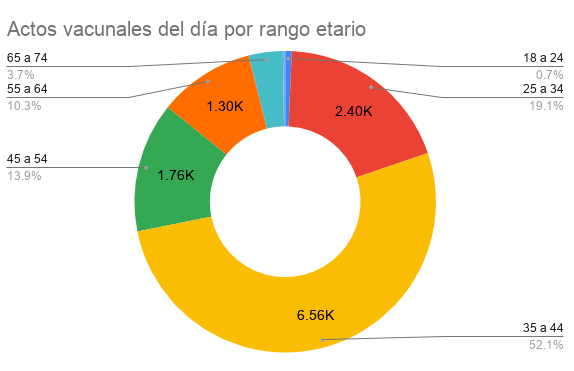 Actos vacunales del día por rango etario
65 a 74
3.7%
55 a 64
10.3%
45 a 54
13.9%
18 a 24
0.7%
25 a 34
19.1%
35 a 44
52.1%
1.30K
2.40K
1.76K
6.56K